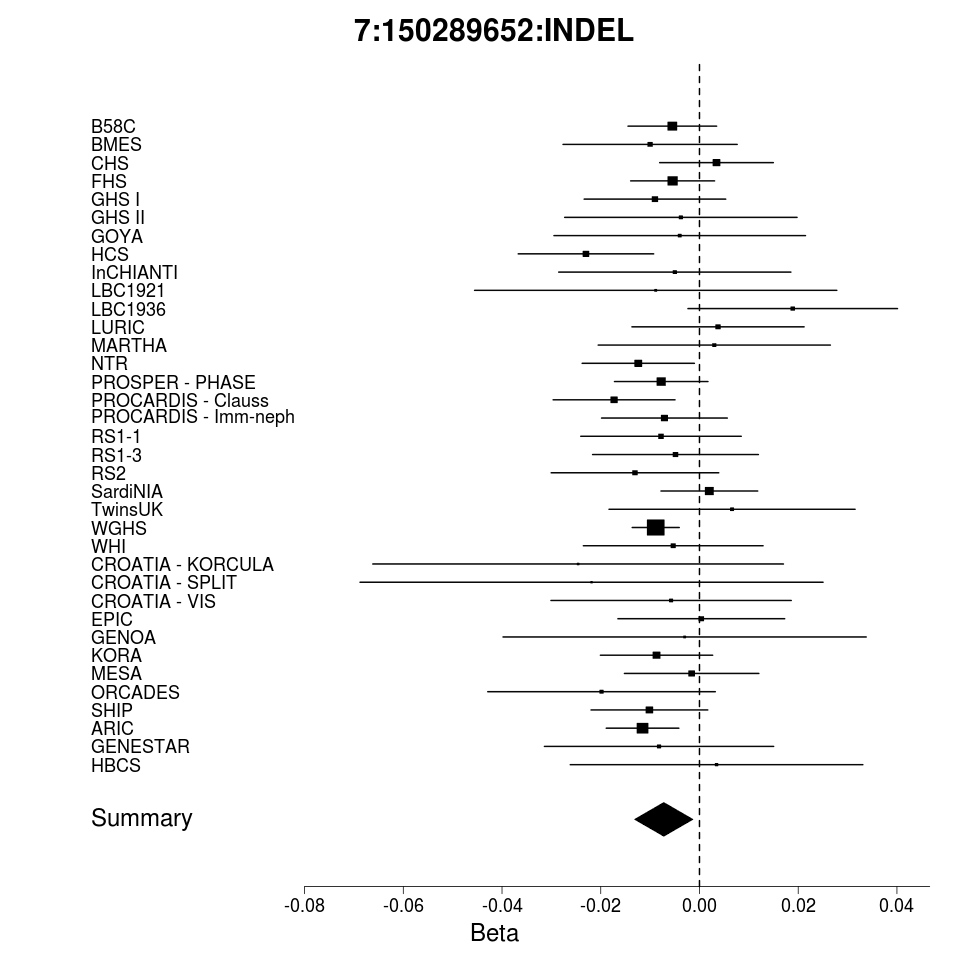 7:150289652:INDEL
B58C
BMES
CHS
FHS
GHS I
GHS II
GOYA
HCS
InCHIANTI
LBC1921
LBC1936
LURIC
MARTHA
NTR
PROSPER - PHASE
PROCARDIS - Clauss
PROCARDIS - Imm-neph
RS1-1
RS1-3
RS2
SardiNIA
TwinsUK
WGHS
WHI
CROATIA - KORCULA
CROATIA - SPLIT
CROATIA - VIS
EPIC
GENOA
KORA
MESA
ORCADES
SHIP
ARIC
GENESTAR
HBCS
Summary
-0.08 -0.06 -0.04 -0.02 0.00 0.02 0.04
Beta